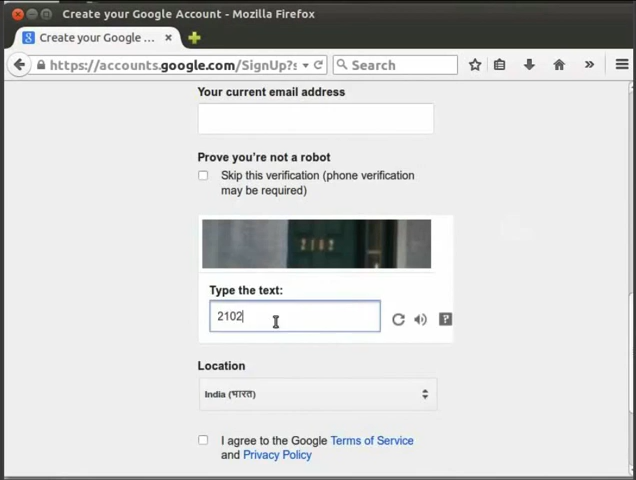 Create your Google Account - Mozilla Firefox
Create your Google ...
https://accounts.google.com/SignUp?s
Search
Your current email address
Prove you're not a robot
Skip this verification (phone verification
may be required)
2102
Type the text:
2102
Location
India (भारत)
I agree to the Google Terms of Service
and Privacy Policy